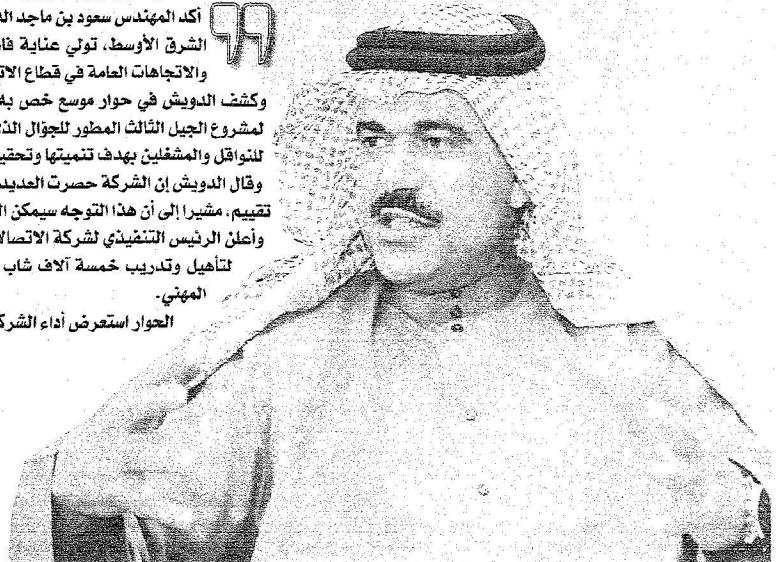 أكد المهندس سعود بن ماجد الد
الشرق الأوسط، تولي عناية فا
والاتجاهات العامة في قطاع الات
وكشف الدويش في حوار موسع خص به
لمشروع الجيل الثالث المطور للجوّال الذ
للنواقل والمشغلين بهدف تنميتها وتحقي
وقال الدويش إن الشركة حصرت العديد
تقييم، مشيرا إلى أن هذا التوجه سيمكن ال
وأعلن الرئيس التنفيذي لشركة الاتصالا
لتأهيل وتدريب خمسة آلاف شاب
المهني.
الحوار استعرض أداء الشرك